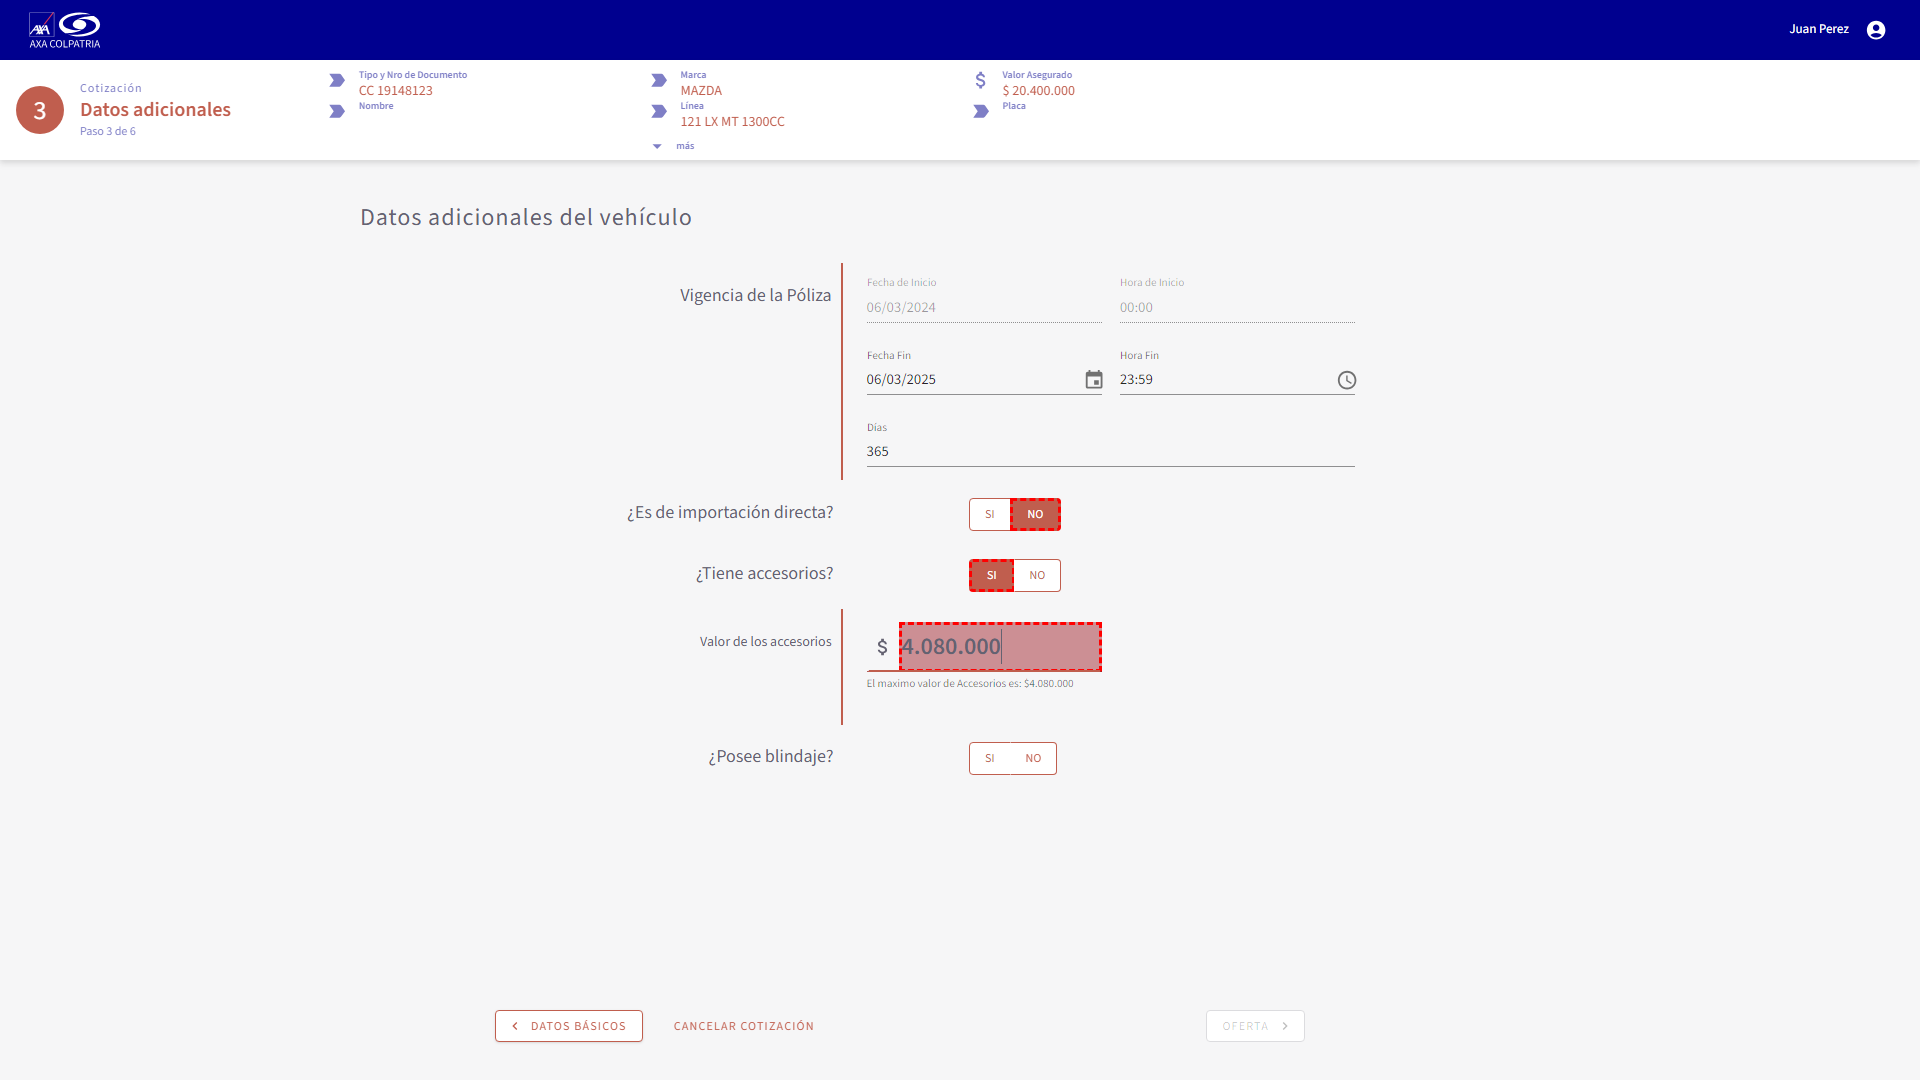 AXA
AXA COLPATRIA
Juan Perez
3
Cotización
Datos adicionales
Paso 3 de 6
Tipo y Nro de Documento
CC 19148123
Nombre
Marca
MAZDA
Línea
121 LX MT 1300CC
más
Valor Asegurado
$ 20.400.000
Placa
Datos adicionales del vehículo
Vigencia de la Póliza
Fecha de Inicio
06/03/2024
Hora de Inicio
00:00
Fecha Fin
06/03/2025
Hora Fin
23:59
Días
365
¿Es de importación directa?
SI NO
¿Tiene accesorios?
SI NO
Valor de los accesorios
$ 4.080.000
El maximo valor de Accesorios es: $4.080.000
¿Posee blindaje?
SI NO
DATOS BÁSICOS
CANCELAR COTIZACIÓN
OFERTA